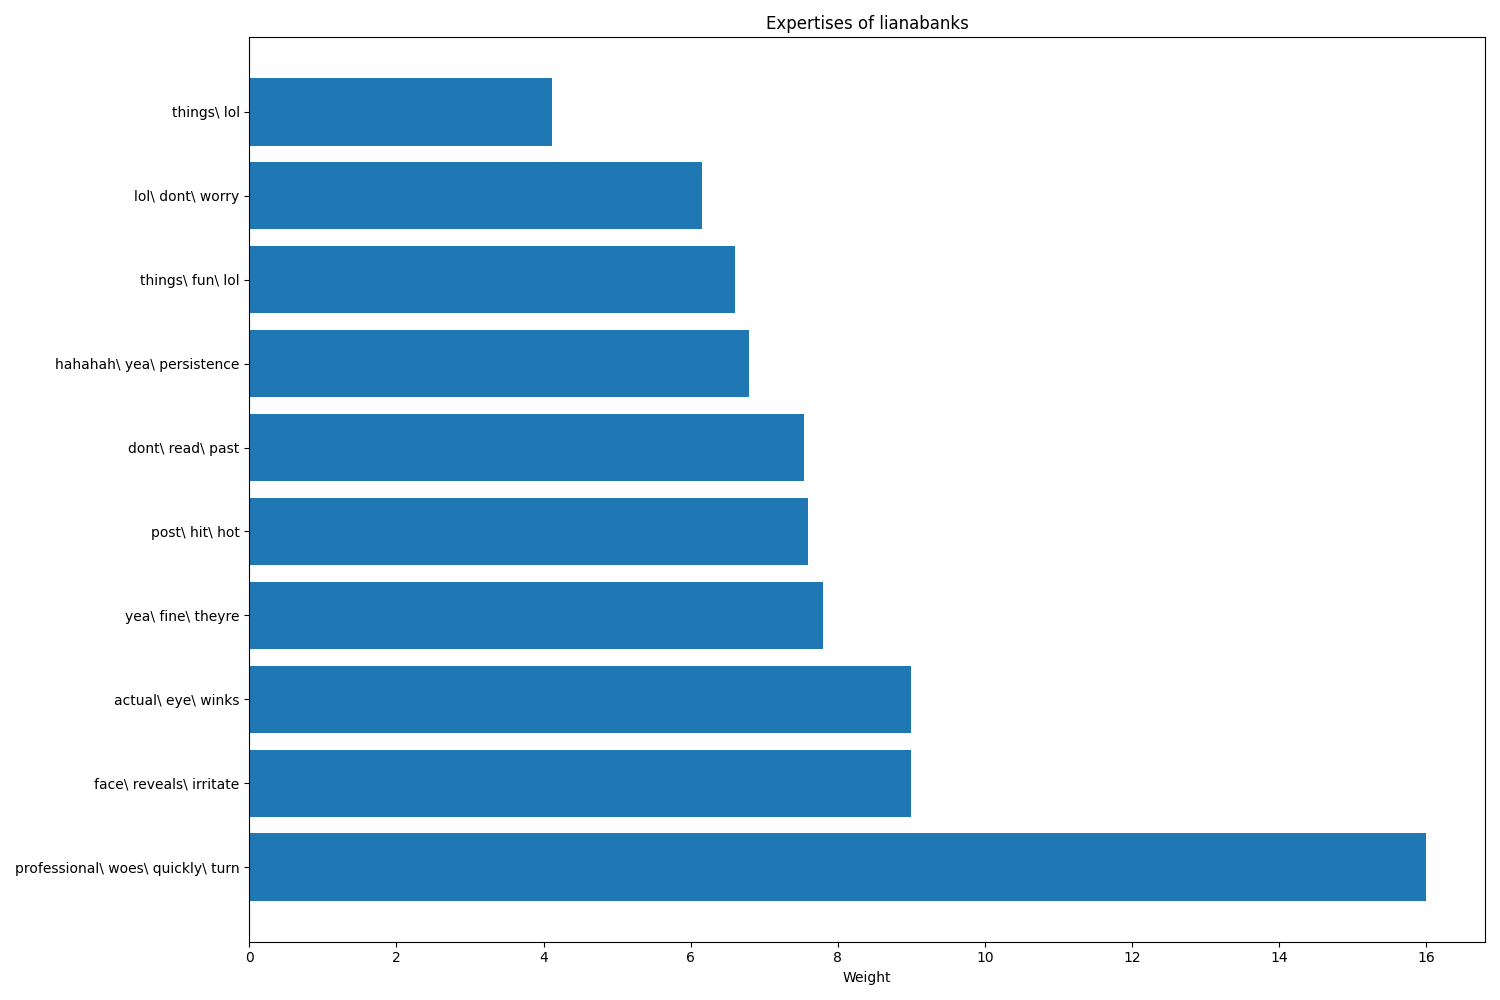 Expertises of lianabanks
things\ lol
lol\ dont\ worry
things\ fun\ lol
hahahah\ yea\ persistence
dont\ read\ past
post\ hit\ hot
yea\ fine\ theyre
actual\ eye\ winks
face\ reveals\ irritate
professional\ woes\ quickly\ turn
0 2 4 6 8 10 12 14 16
Weight